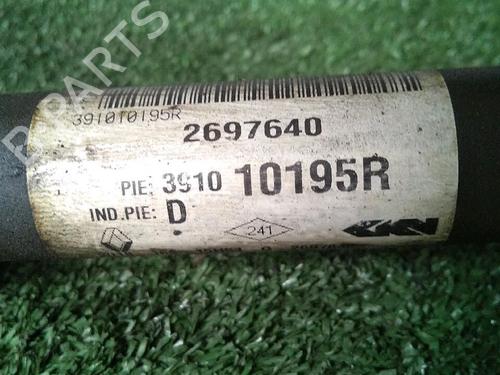 B-PARTS
391010195R
2697640
PIE: 3910 10195R
IND.PIE: D
241
GKN